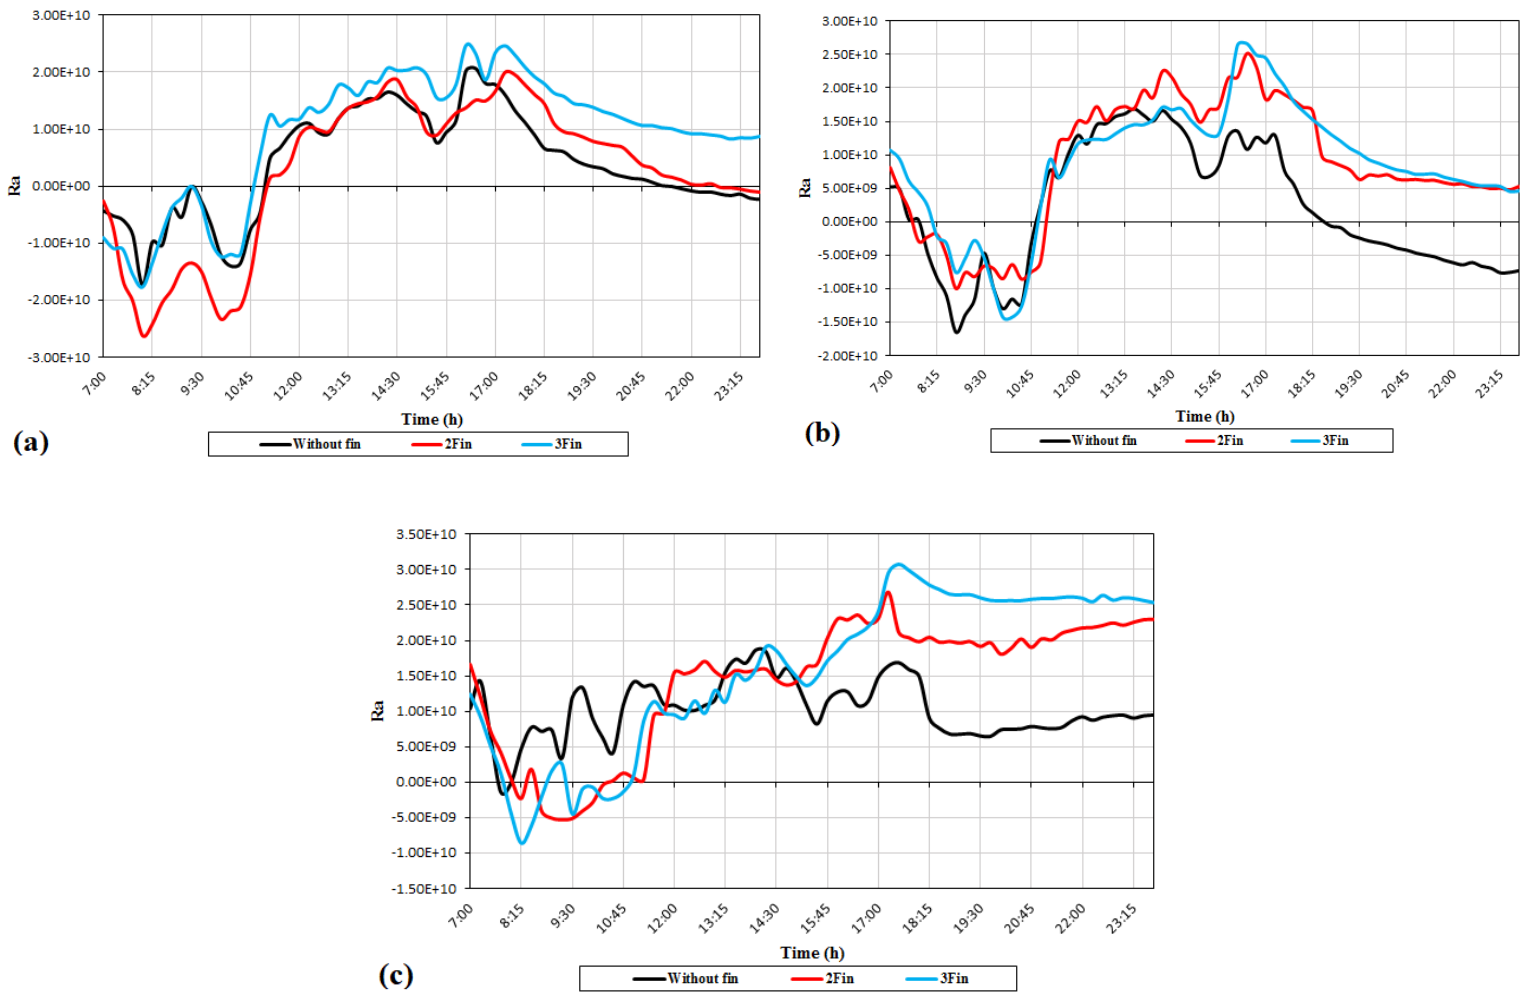 3.00E+10
2.00E+10
1.00E+10
0.00E+00
-1.00E+10
-2.00E+10
-3.00E+10
Ra
7:00 8:15 9:30 10:45 12:00 13:15 14:30 15:45 17:00 18:15 19:30 20:45 22:00 23:15
Time (h)
(a)
Without fin 2Fin 3Fin
3.00E+10
2.50E+10
2.00E+10
1.50E+10
1.00E+10
5.00E+09
0.00E+00
-5.00E+09
-1.00E+10
-1.50E+10
-2.00E+10
Ra
7:00 8:15 9:30 10:45 12:00 13:15 14:30 15:45 17:00 18:15 19:30 20:45 22:00 23:15
Time (h)
(b)
Without fin 2Fin 3Fin
3.50E+10
3.00E+10
2.50E+10
2.00E+10
1.50E+10
1.00E+10
5.00E+09
0.00E+00
-5.00E+09
-1.00E+10
-1.50E+10
Ra
7:00 8:15 9:30 10:45 12:00 13:15 14:30 15:45 17:00 18:15 19:30 20:45 22:00 23:15
Time (h)
(c)
Without fin 2Fin 3Fin